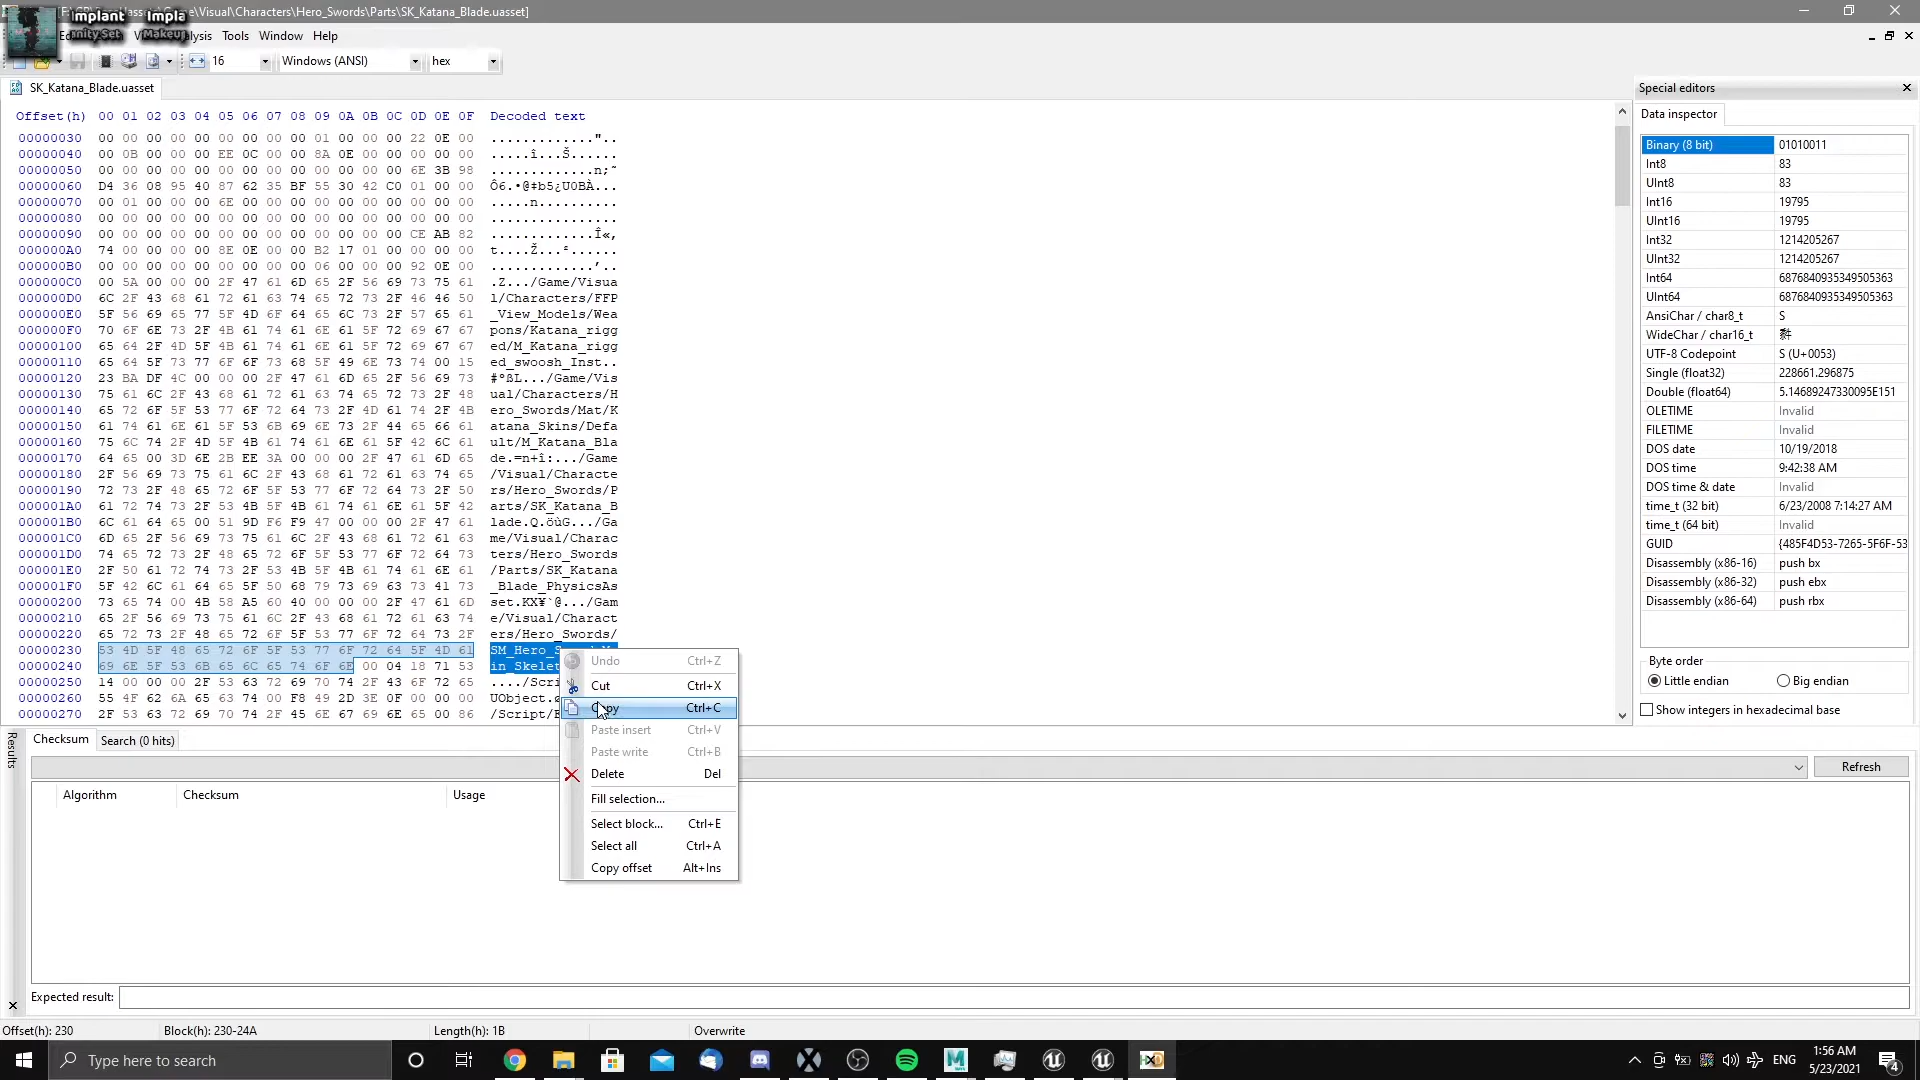 [F:\
\Visual\Characters\Hero_Swords\Parts\SK_Katana_Blade.uasset]
Implant Impla
nity Set Makeup
Tools Window Help
16 Windows (ANSI) hex
SK_Katana_Blade.uasset
Offset(h) 00 01 02 03 04 05 06 07 08 09 0A 0B 0C 0D 0E 0F Decoded text
00000030 00 00 00 00 00 00 00 00 00 01 00 00 00 22 0E 00 ............."..
00000040 00 0B 00 00 00 EE 0C 00 00 8A 0E 00 00 00 00 00 .....î...Š......
00000050 00 00 00 00 00 00 00 00 00 00 00 00 00 6E 3B 98 .............n;˜
00000060 D4 36 08 95 40 87 62 35 BF 55 30 42 C0 01 00 00 Ô6.•@‡b5¿U0BÀ...
00000070 00 01 00 00 00 6E 00 00 00 00 00 00 00 00 00 00 .....n..........
00000080 00 00 00 00 00 00 00 00 00 00 00 00 00 00 00 00 ................
00000090 00 00 00 00 00 00 00 00 00 00 00 00 00 CE AB 82 .............Î«‚
000000A0 74 00 00 00 00 8E 0E 00 00 B2 17 01 00 00 00 00 t....Ž...²......
000000B0 00 00 00 00 00 00 00 00 00 06 00 00 00 92 0E 00 .............’..
000000C0 00 5A 00 00 00 2F 47 61 6D 65 2F 56 69 73 75 61 .Z.../Game/Visua
000000D0 6C 2F 43 68 61 72 61 63 74 65 72 73 2F 46 46 50 l/Characters/FFP
000000E0 5F 56 69 65 77 5F 4D 6F 64 65 6C 73 2F 57 65 61 _View_Models/Wea
000000F0 70 6F 6E 73 2F 4B 61 74 61 6E 61 5F 72 69 67 67 pons/Katana_rigg
00000100 65 64 2F 4D 5F 4B 61 74 61 6E 61 5F 72 69 67 67 ed/M_Katana_rigg
00000110 65 64 5F 73 77 6F 6F 73 68 5F 49 6E 73 74 00 15 ed_swoosh_Inst..
00000120 23 BA DF 4C 00 00 00 2F 47 61 6D 65 2F 56 69 73 #ºßL.../Game/Vis
00000130 75 61 6C 2F 43 68 61 72 61 63 74 65 72 73 2F 48 ual/Characters/H
00000140 65 72 6F 5F 53 77 6F 72 64 73 2F 4D 61 74 2F 4B ero_Swords/Mat/K
00000150 61 74 61 6E 61 5F 53 6B 69 6E 73 2F 44 65 66 61 atana_Skins/Defa
00000160 75 6C 74 2F 4D 5F 4B 61 74 61 6E 61 5F 42 6C 61 ult/M_Katana_Bla
00000170 64 65 00 3D 6E 2B EE 3A 00 00 00 2F 47 61 6D 65 de.=n+î:.../Game
00000180 2F 56 69 73 75 61 6C 2F 43 68 61 72 61 63 74 65 /Visual/Characte
00000190 72 73 2F 48 65 72 6F 5F 53 77 6F 72 64 73 2F 50 rs/Hero_Swords/P
000001A0 61 72 74 73 2F 53 4B 5F 4B 61 74 61 6E 61 5F 42 arts/SK_Katana_B
000001B0 6C 61 64 65 00 51 9D F6 F9 47 00 00 00 2F 47 61 lade.Q.öùG.../Ga
000001C0 6D 65 2F 56 69 73 75 61 6C 2F 43 68 61 72 61 63 me/Visual/Charac
000001D0 74 65 72 73 2F 48 65 72 6F 5F 53 77 6F 72 64 73 ters/Hero_Swords
000001E0 2F 50 61 72 74 73 2F 53 4B 5F 4B 61 74 61 6E 61 /Parts/SK_Katana
000001F0 5F 42 6C 61 64 65 5F 50 68 79 73 69 63 73 41 73 _Blade_PhysicsAs
00000200 73 65 74 00 4B 58 A5 60 40 00 00 00 2F 47 61 6D set.KX¥`@.../Gam
00000210 65 2F 56 69 73 75 61 6C 2F 43 68 61 72 61 63 74 e/Visual/Charact
00000220 65 72 73 2F 48 65 72 6F 5F 53 77 6F 72 64 73 2F ers/Hero_Swords/
00000230 53 4D 5F 48 65 72 6F 5F 53 77 6F 72 64 5F 4D 61 SM_Hero_S
00000240 69 6E 5F 53 6B 65 6C 65 74 6F 6E 00 04 18 71 53 in_Skelet
00000250 14 00 00 00 2F 53 63 72 69 70 74 2F 43 6F 72 65 ..../Scri
00000260 55 4F 62 6A 65 63 74 00 F8 49 2D 3E 0F 00 00 00 UObject.ø
00000270 2F 53 63 72 69 70 74 2F 45 6E 67 69 6E 65 00 86 /Script/E
Undo Ctrl+Z
Cut Ctrl+X
Copy Ctrl+C
Paste insert Ctrl+V
Paste write Ctrl+B
Delete Del
Fill selection...
Select block... Ctrl+E
Select all Ctrl+A
Copy offset Alt+Ins
Special editors
Data inspector
Binary (8 bit) 01010011
Int8 83
UInt8 83
Int16 19795
UInt16 19795
Int32 1214205267
UInt32 1214205267
Int64 6876840935349505363
UInt64 6876840935349505363
AnsiChar / char8_t S
WideChar / char16_t
UTF-8 Codepoint S (U+0053)
Single (float32) 228661.296875
Double (float64) 5.14689247330095E151
OLETIME Invalid
FILETIME Invalid
DOS date 10/19/2018
DOS time 9:42:38 AM
DOS time & date Invalid
time_t (32 bit) 6/23/2008 7:14:27 AM
time_t (64 bit) Invalid
GUID {485F4D53-7265-5F6F-53
Disassembly (x86-16) push bx
Disassembly (x86-32) push ebx
Disassembly (x86-64) push rbx
Byte order
Little endian Big endian
Show integers in hexadecimal base
Results
Checksum Search (0 hits)
Refresh
Algorithm Checksum Usage
Expected result:
Offset(h): 230 Block(h): 230-24A Length(h): 1B Overwrite
Type here to search
ENG
1:56 AM
5/23/2021
4